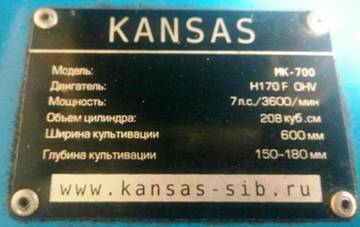 KANSAS
Модель: МК-700
Двигатель: H170 F OHV
Мощность: 7 л.с./3600/мин
Объем цилиндра: 208 куб.см
Ширина культивации 600 мм
Глубина культивации 150-180 мм
www.kansas-sib.ru